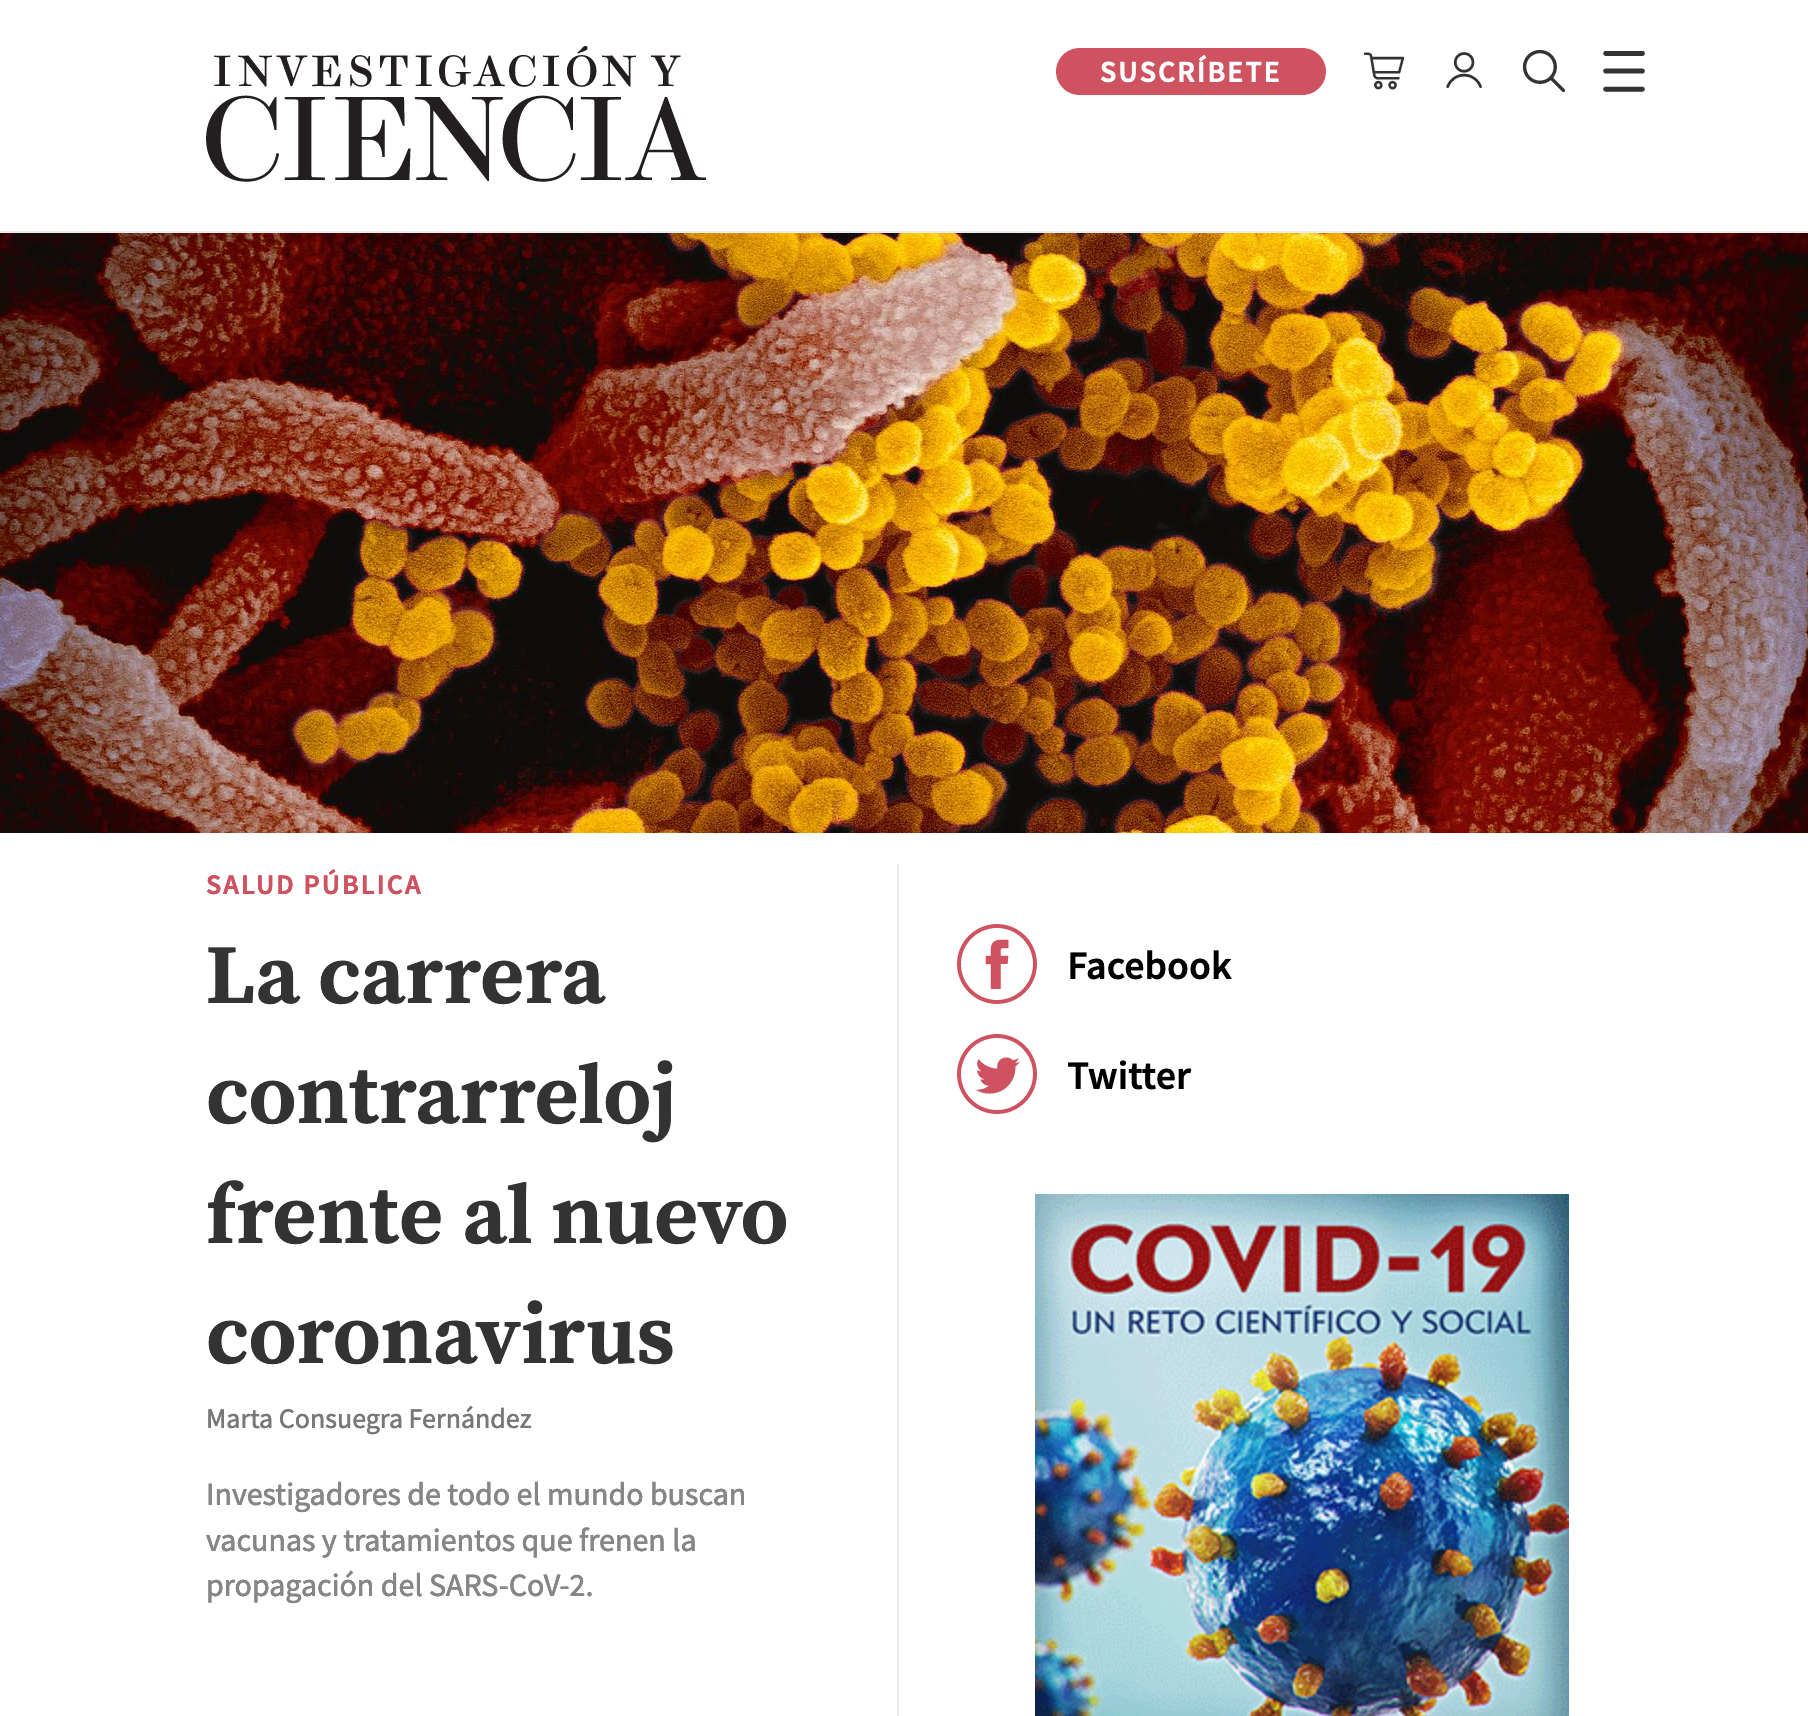 INVESTIGACIÓN Y
CIENCIA
SUSCRÍBETE
SALUD PÚBLICA
La carrera
contrarreloj
frente al nuevo
coronavirus
Marta Consuegra Fernández
Investigadores de todo el mundo buscan
vacunas y tratamientos que frenen la
propagación del SARS-CoV-2.
Facebook
Twitter
COVID-19
UN RETO CIENTÍFICO Y SOCIAL